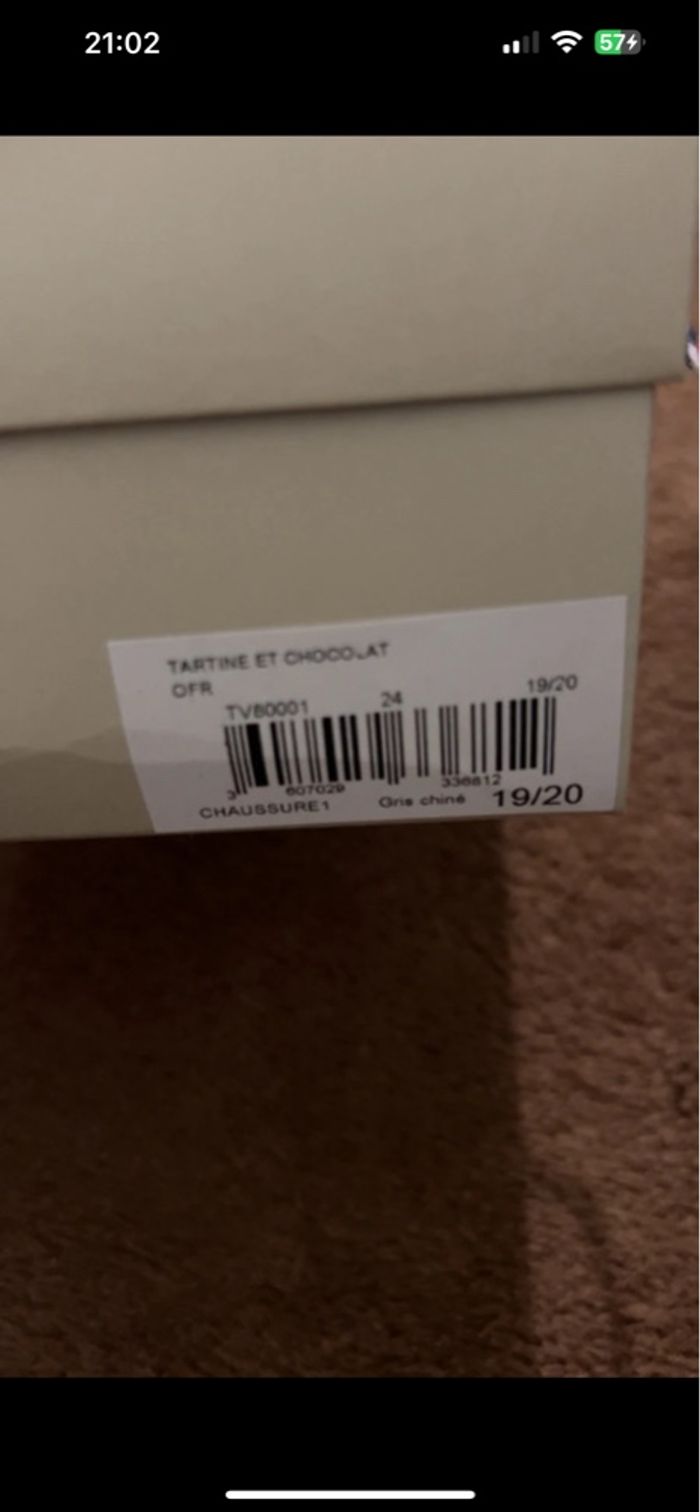 21:02
57
TARTINE ET CHOCOLAT
OFR
TV80001 24 19/20
3 607029 336812
CHAUSSURE1 Gris chiné 19/20